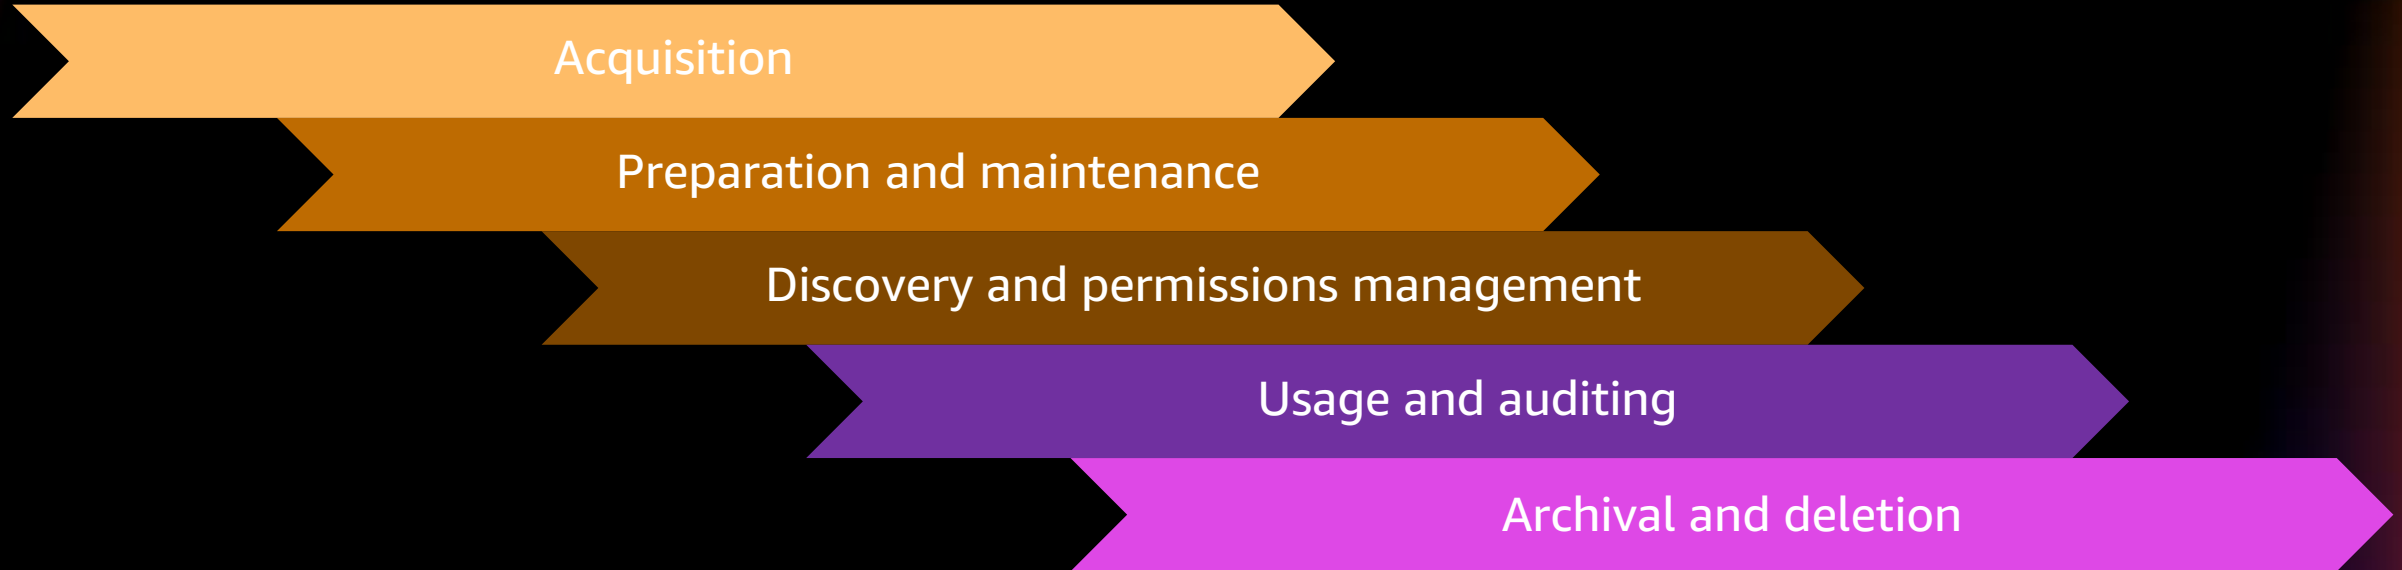 Acquisition
Preparation and maintenance
Discovery and permissions management
Usage and auditing
Archival and deletion